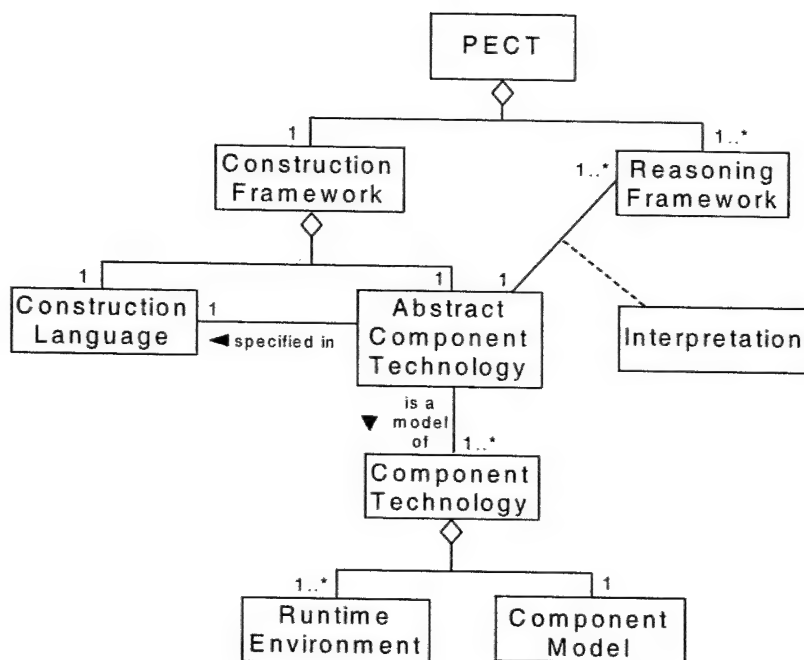 PECT
1
1..*
Construction
Framework
1..*
Reasoning
Framework
1
1
1
Construction
Language
1
Abstract
Component
Technology
Interpretation
◄ specified in
is a
▼ model
of
1..*
Component
Technology
1..*
1
Runtime
Environment
Component
Model